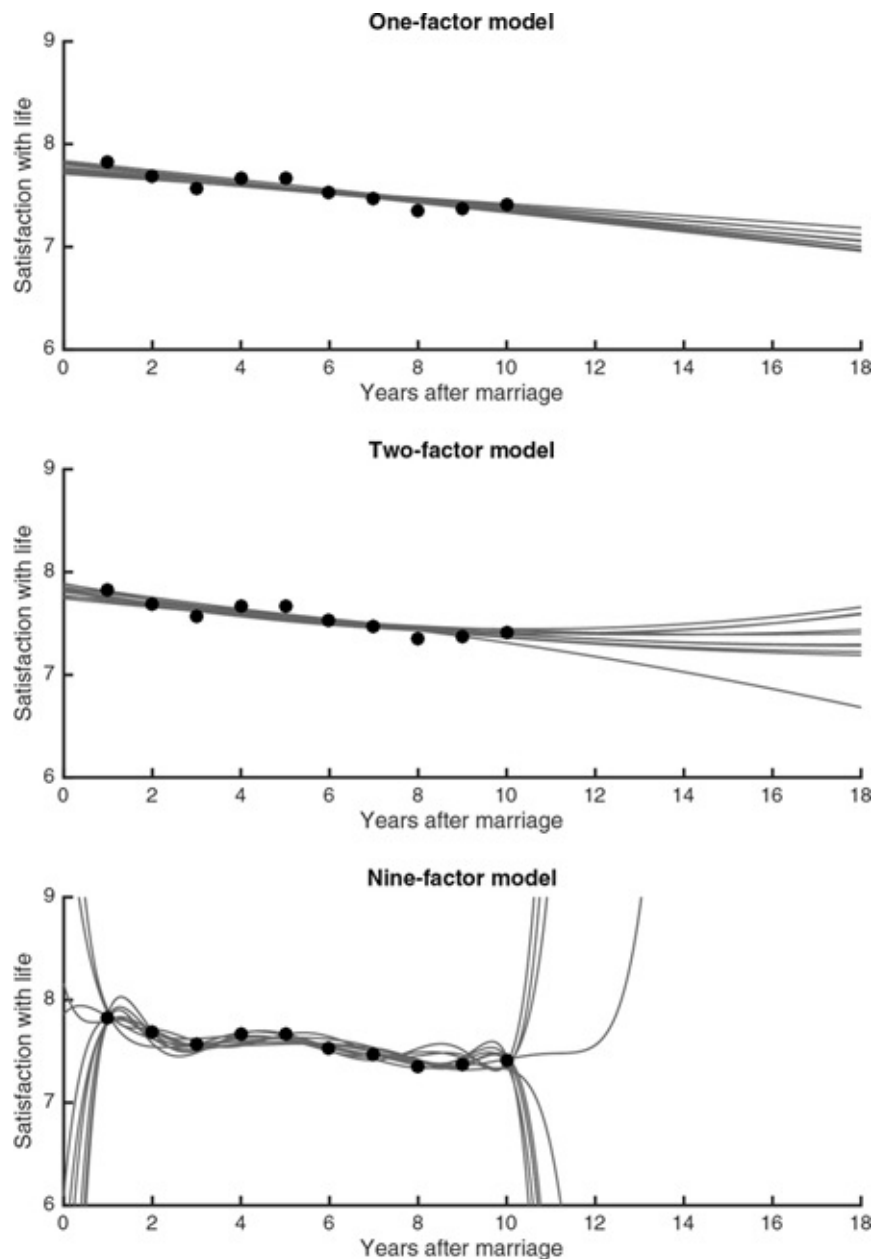 One-factor model
9
8
7
6
Satisfaction with life
0 2 4 6 8 10 12 14 16 18
Years after marriage
Two-factor model
9
8
7
6
Satisfaction with life
0 2 4 6 8 10 12 14 16 18
Years after marriage
Nine-factor model
9
8
7
6
Satisfaction with life
0 2 4 6 8 10 12 14 16 18
Years after marriage